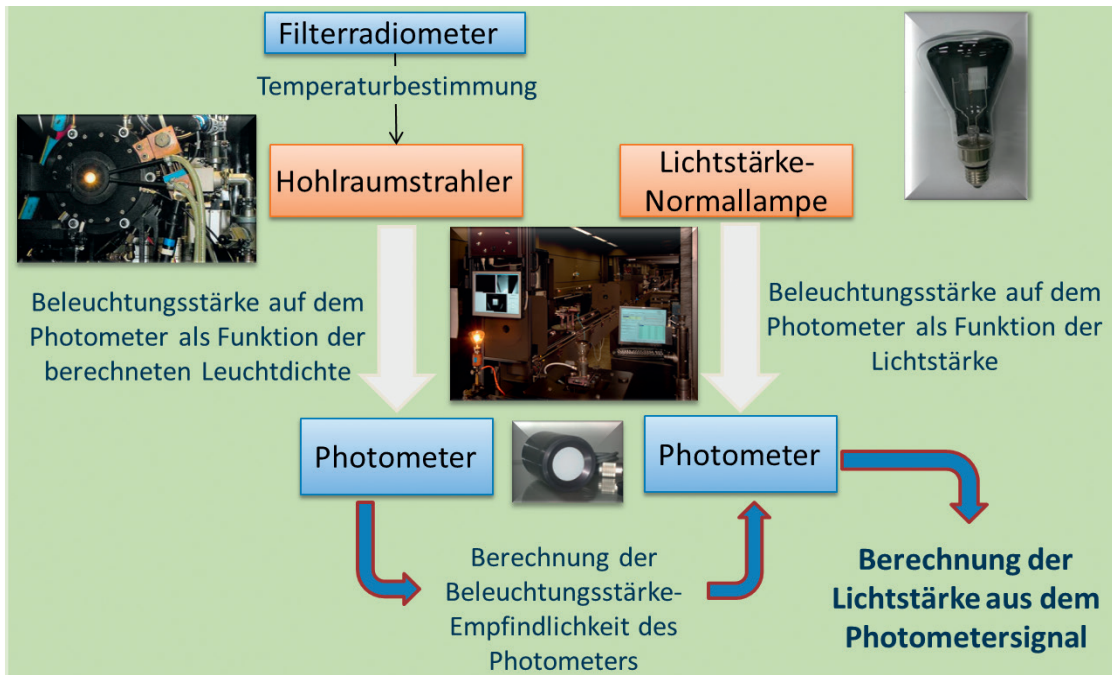 Filterradiometer
Temperaturbestimmung
Hohlraumstrahler
Lichtstärke-
Normallampe
Beleuchtungsstärke auf dem
Photometer als Funktion der
berechneten Leuchtdichte
Beleuchtungsstärke auf dem
Photometer als Funktion der
Lichtstärke
Photometer
Photometer
Berechnung der
Beleuchtungsstärke-
Empfindlichkeit des
Photometers
Berechnung der
Lichtstärke aus dem
Photometersignal